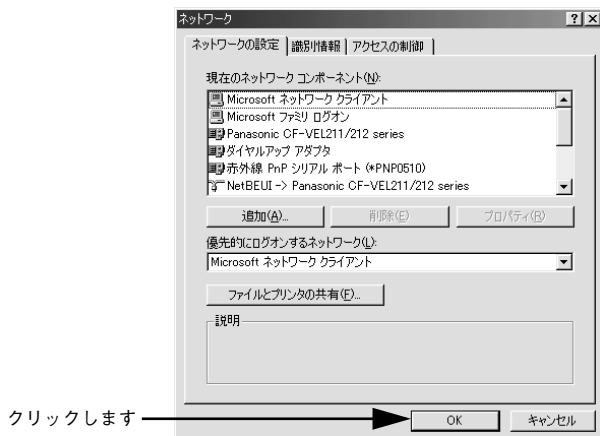 ネットワーク
ネットワークの設定 識別情報 アクセスの制御
現在のネットワーク コンポーネント(N):
Microsoft ネットワーク クライアント
Microsoft ファミリ ログオン
Panasonic CF-VEL211/212 series
ダイヤルアップ アダプタ
赤外線 PnP シリアル ポート (*PNP0510)
NetBEUI -> Panasonic CF-VEL211/212 series
追加(A)... 削除(E) プロパティ(R)
優先的にログオンするネットワーク(L):
Microsoft ネットワーク クライアント
ファイルとプリンタの共有(F)...
説明
クリックします OK キャンセル